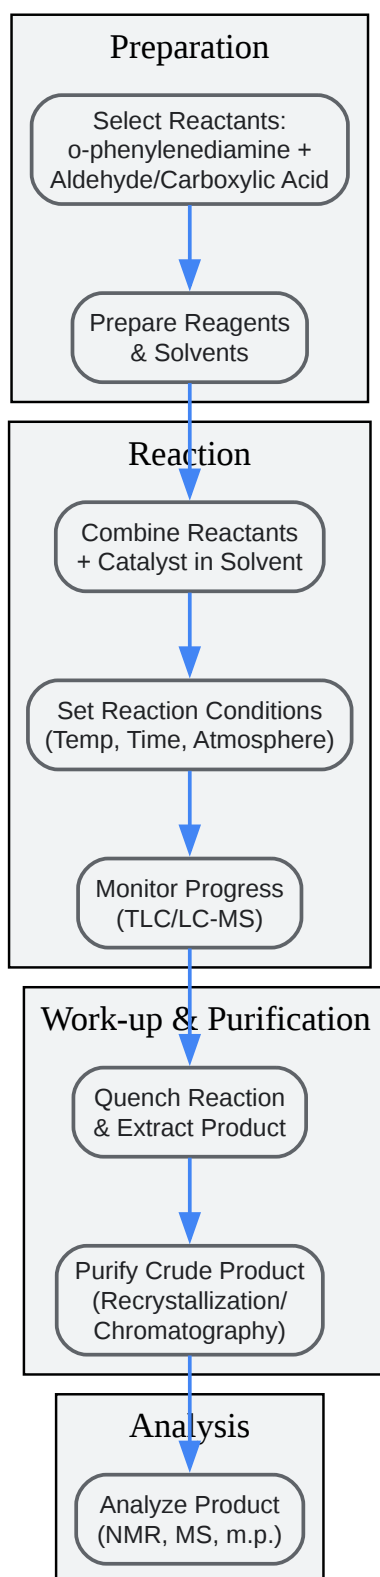 Preparation
Select Reactants:
o-phenylenediamine +
Aldehyde/Carboxylic Acid
Prepare Reagents
& Solvents
Reaction
Combine Reactants
+ Catalyst in Solvent
Set Reaction Conditions
(Temp, Time, Atmosphere)
Monitor Progress
(TLC/LC-MS)
Work-up & Purification
Quench Reaction
& Extract Product
Purify Crude Product
(Recrystallization/
Chromatography)
Analysis
Analyze Product
(NMR, MS, m.p.)